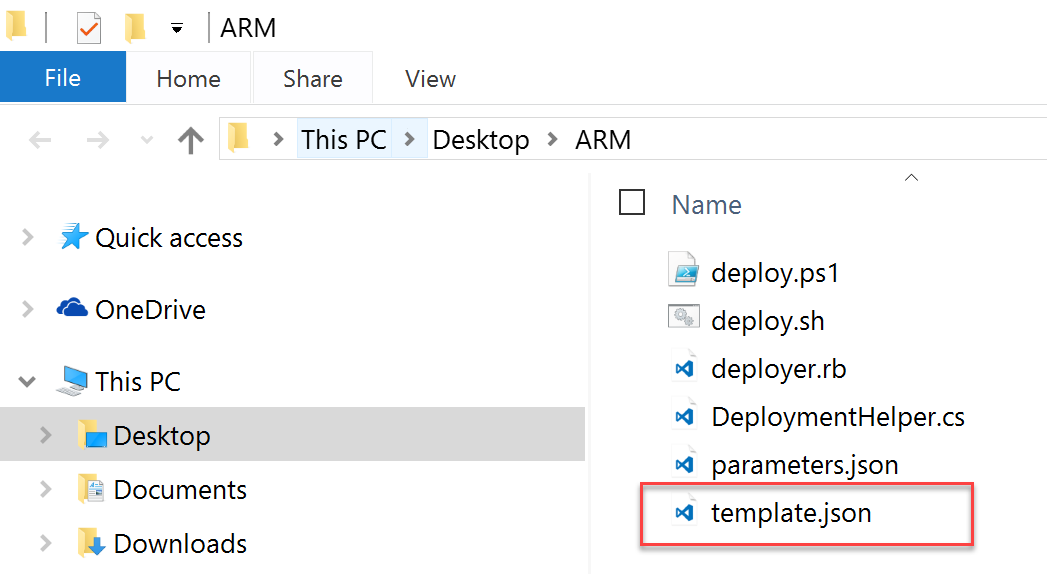 ARM
File Home Share View
This PC Desktop ARM
Quick access
OneDrive
This PC
Desktop
Documents
Downloads
Name
deploy.ps1
deploy.sh
deployer.rb
DeploymentHelper.cs
parameters.json
template.json